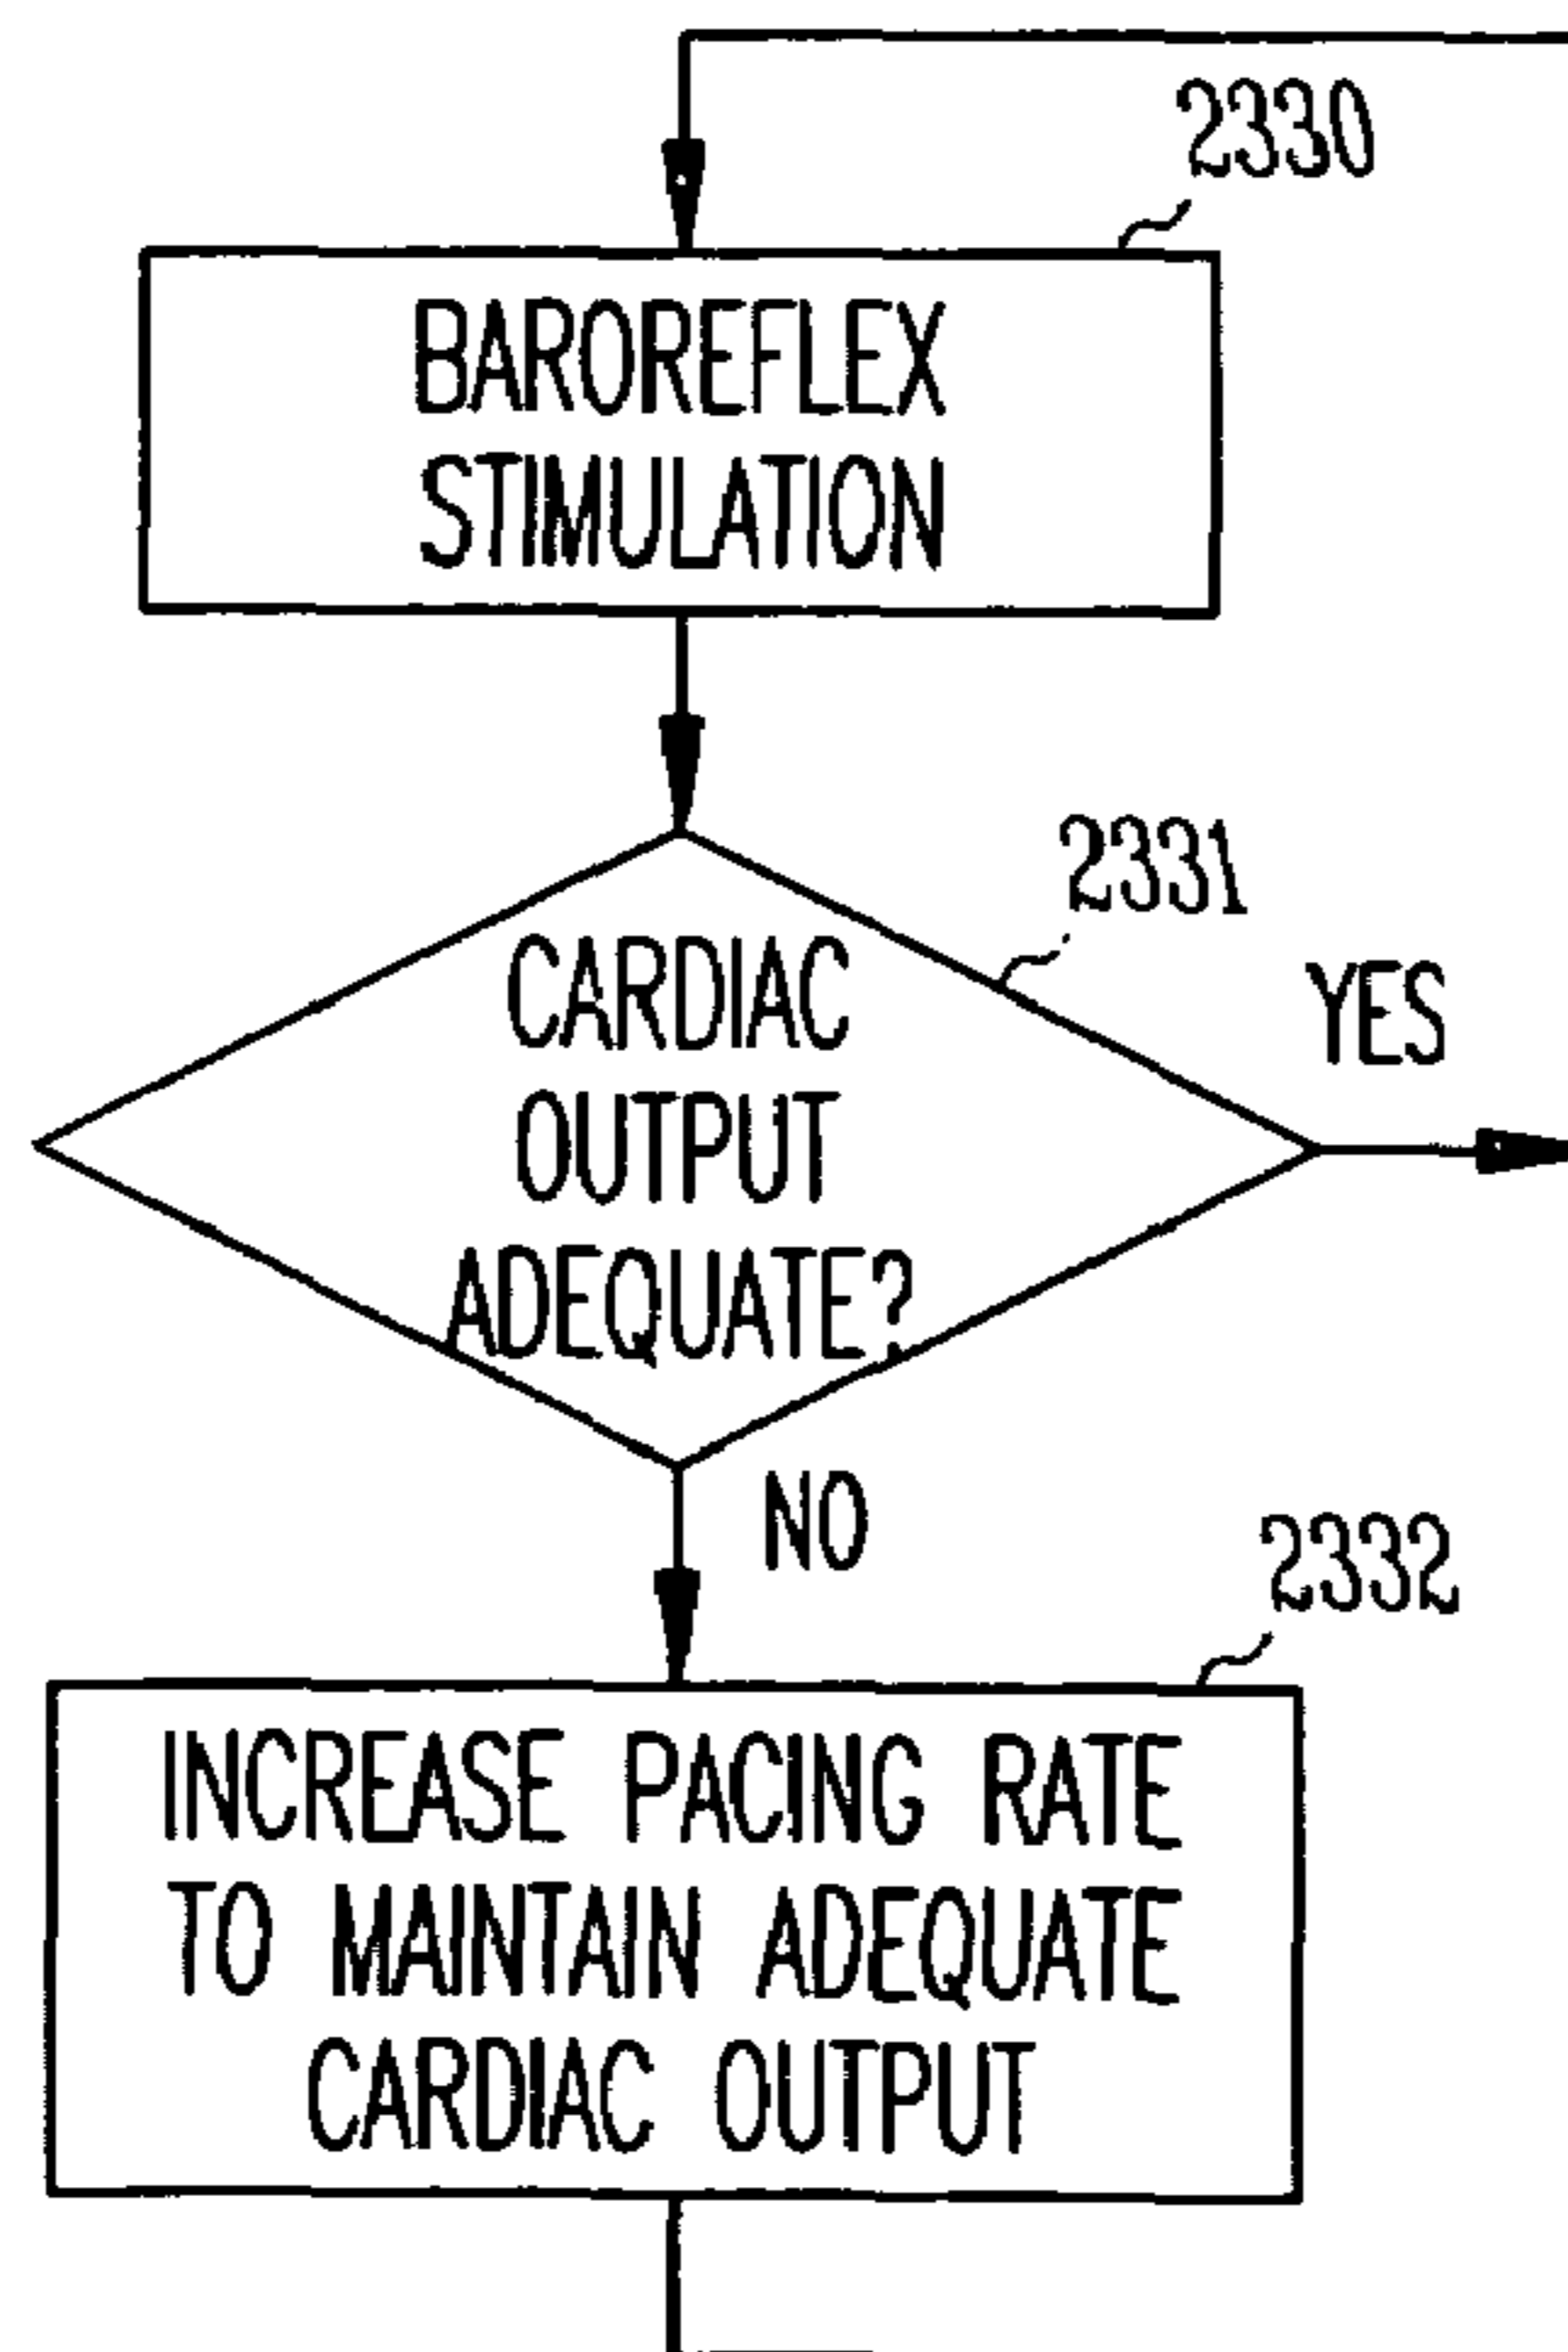 2330
BAROREFLEX
STIMULATION
2331
CARDIAC
OUTPUT
ADEQUATE?
YES
NO
2332
INCREASE PACING RATE
TO MAINTAIN ADEQUATE
CARDIAC OUTPUT